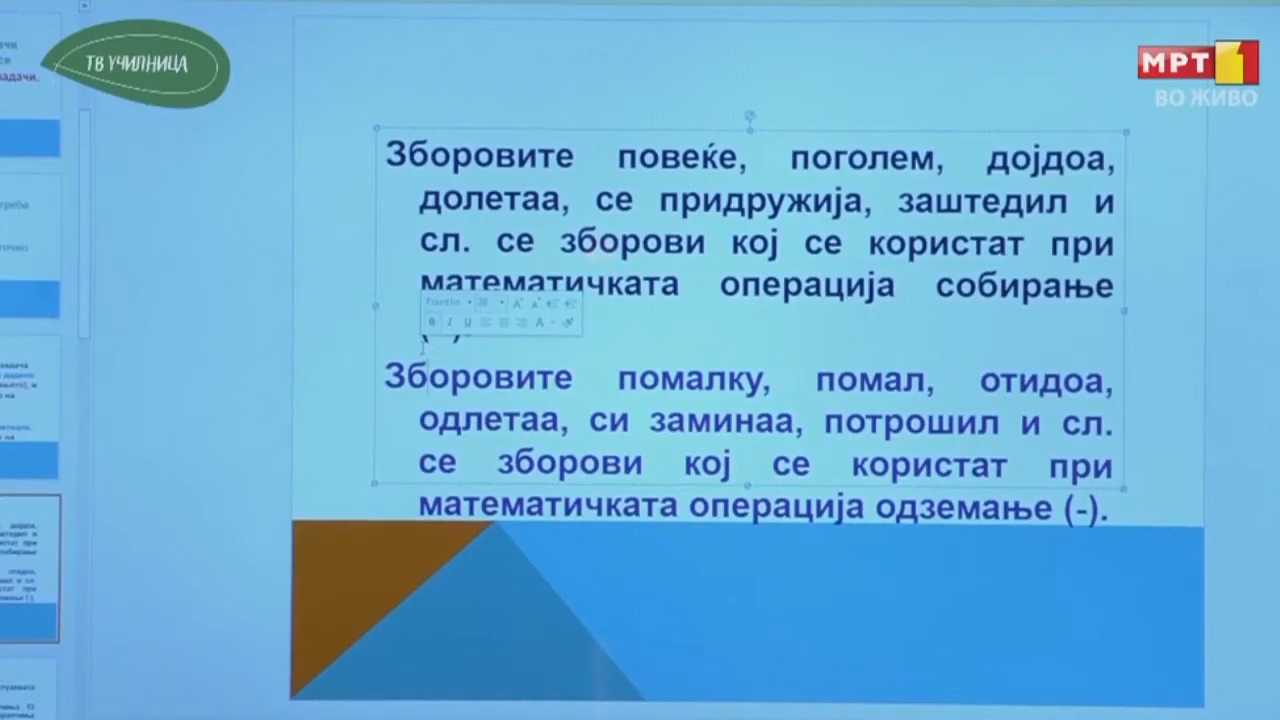 ТВ УЧИЛНИЦА
МРТ 1
ВО ЖИВО
Зборовите повеќе, поголем, дојдоа,
долетаа, се придружија, заштедил и
сл. се зборови кој се користат при
математичката операција собирање
Franklin
Зборовите помалку, помал, отидоа,
одлетаа, си заминаа, потрошил и сл.
се зборови кој се користат при
математичката операција одземање (-).